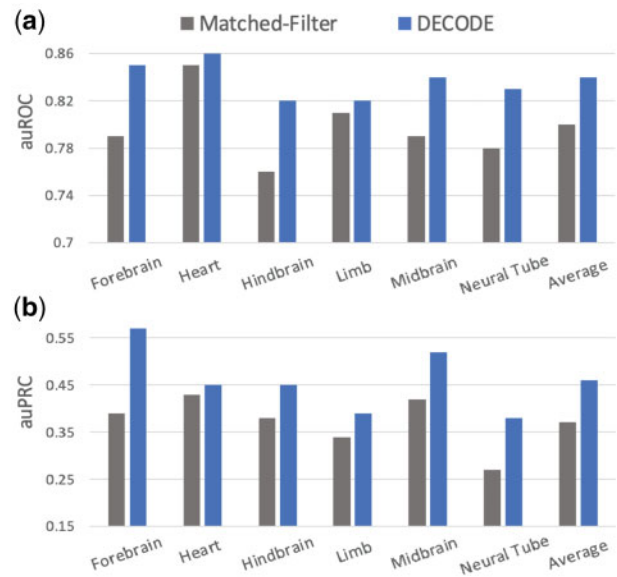 (a)
Matched-Filter DECODE
auROC
0.86
0.82
0.78
0.74
0.7
Forebrain Heart Hindbrain Limb Midbrain Neural Tube Average
(b)
auPRC
0.55
0.45
0.35
0.25
0.15
Forebrain Heart Hindbrain Limb Midbrain Neural Tube Average